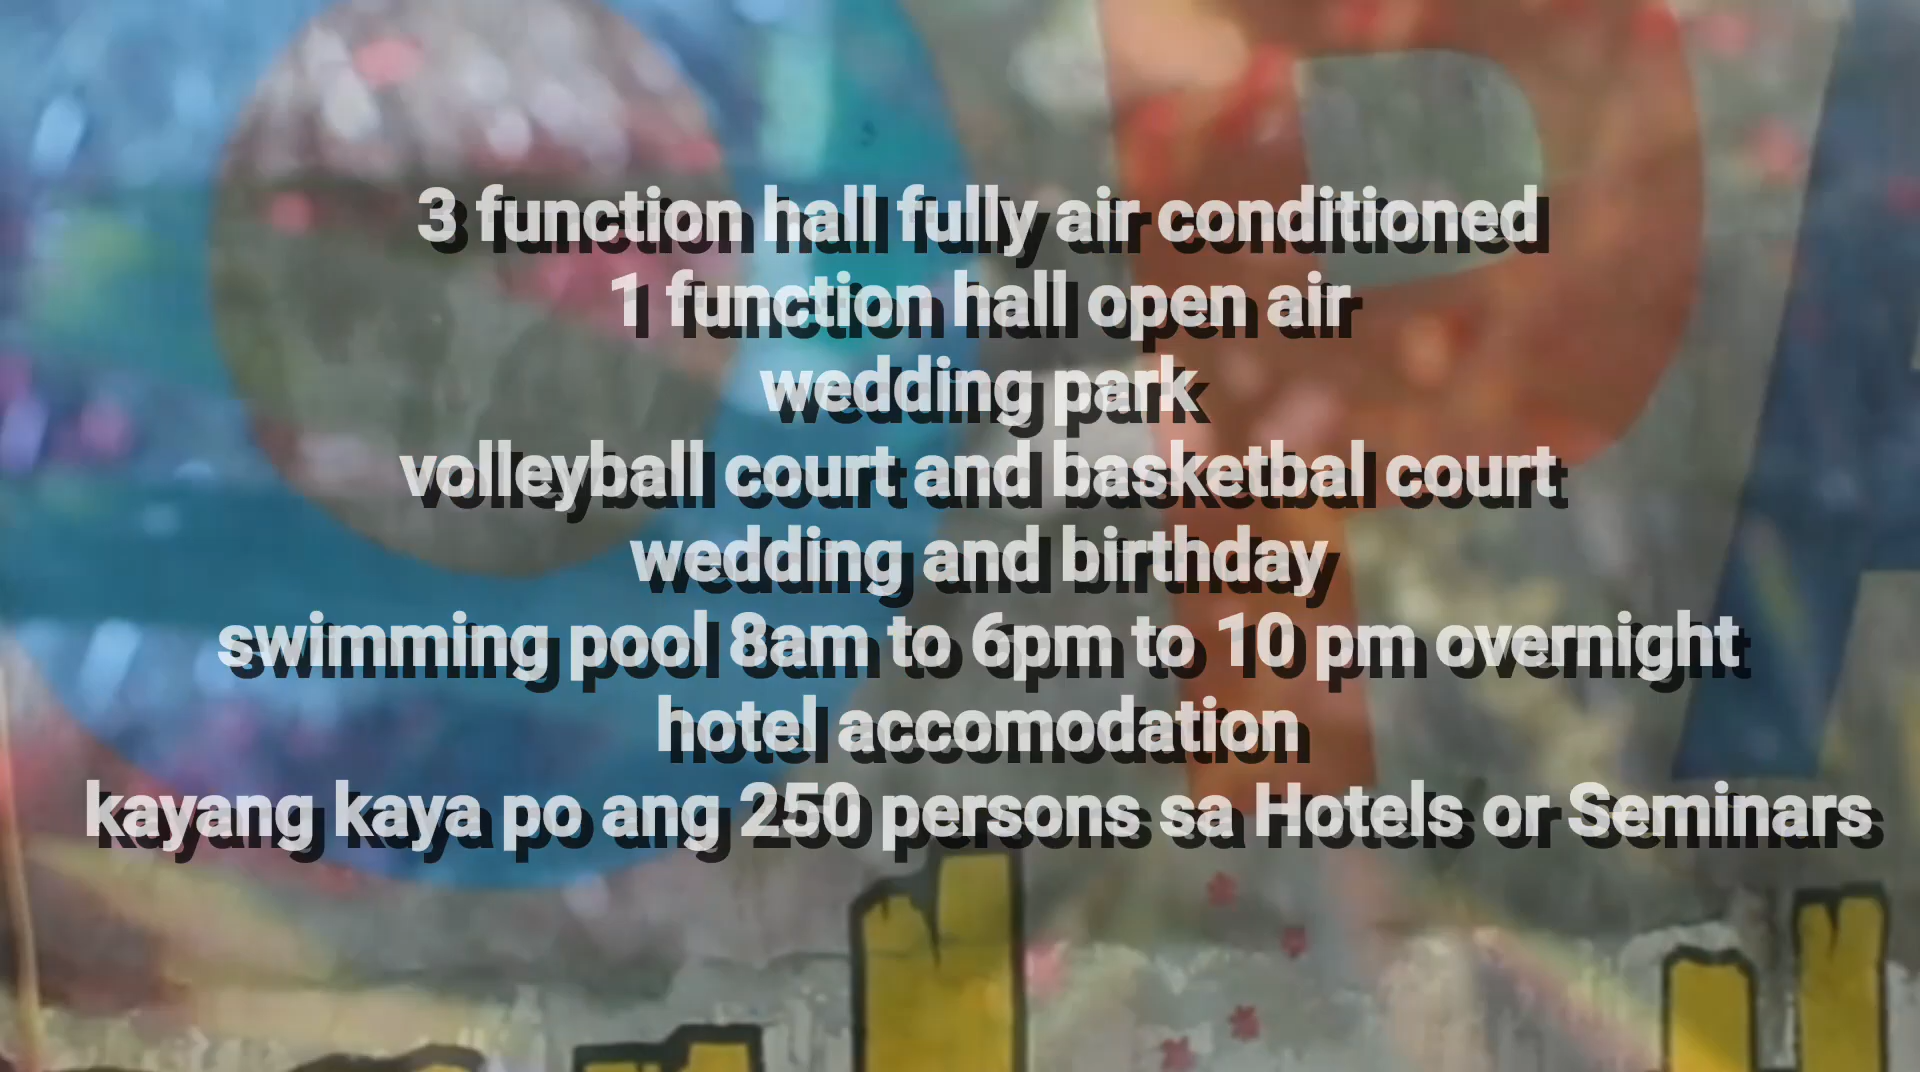 3 function hall fully air conditioned
1 function hall open air
wedding park
volleyball court and basketbal court
wedding and birthday
swimming pool 8am to 6pm to 10 pm overnight
hotel accomodation
kayang kaya po ang 250 persons sa Hotels or Seminars